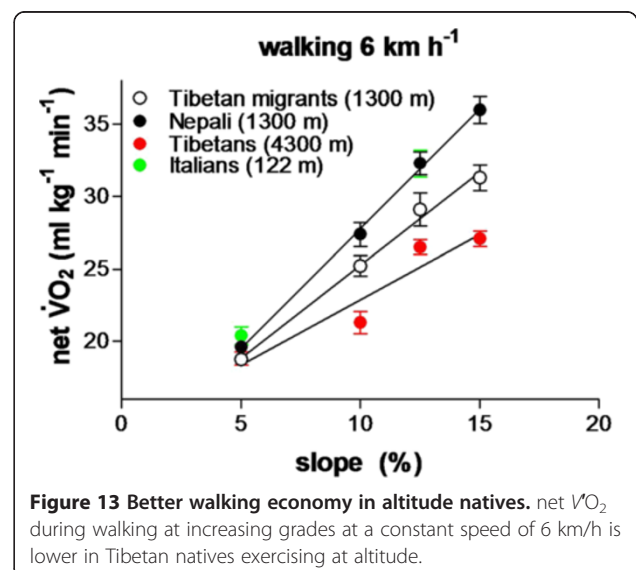 walking 6 km h⁻¹
Tibetan migrants (1300 m)
Nepali (1300 m)
Tibetans (4300 m)
Italians (122 m)
net V̇O₂ (ml kg⁻¹ min⁻¹)
35
30
25
20
0 5 10 15 20
slope (%)
Figure 13 Better walking economy in altitude natives. net V'O₂
during walking at increasing grades at a constant speed of 6 km/h is
lower in Tibetan natives exercising at altitude.